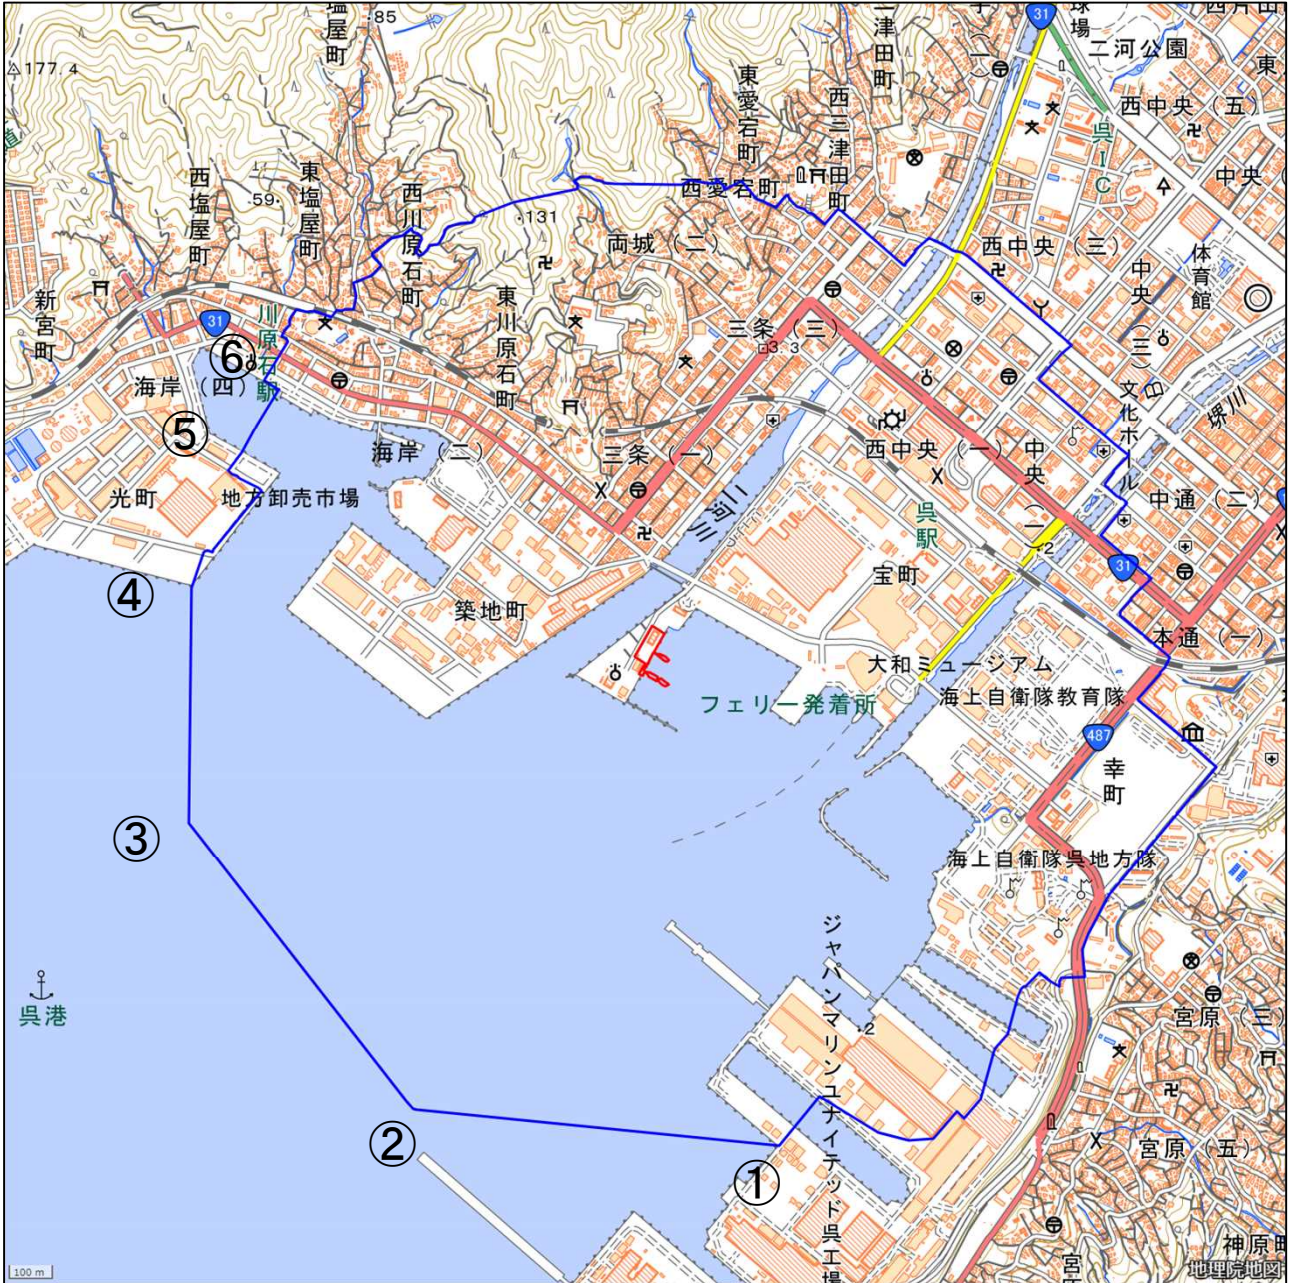 塩屋町
85
二津田町
31
球場
二河公園
177.4
東愛宕町
西三津田町
西中央（五）
呉IC
中央
西塩屋町
59
東塩屋町
西川原石町
131
西愛宕町
両城（二）
西中央（三）
中央（三）
体育館
新宮町
31
川原石駅
東川原石町
三条（三）
3.3
⑥
海岸（四）
文化ホール
堺川
⑤
海岸（二）
三条（一）
西中央（一）
中央（一）
光町
地方卸売市場
二河川
呉駅
中通（二）
2
31
④
築地町
宝町
本通（一）
大和ミュージアム
フェリー発着所
海上自衛隊教育隊
487
幸町
③
海上自衛隊呉地方隊
ジャパンマリンユナイテッド呉工場
呉港
2
宮原（三）
②
①
宮原（五）
神原町
100 m
地理院地図